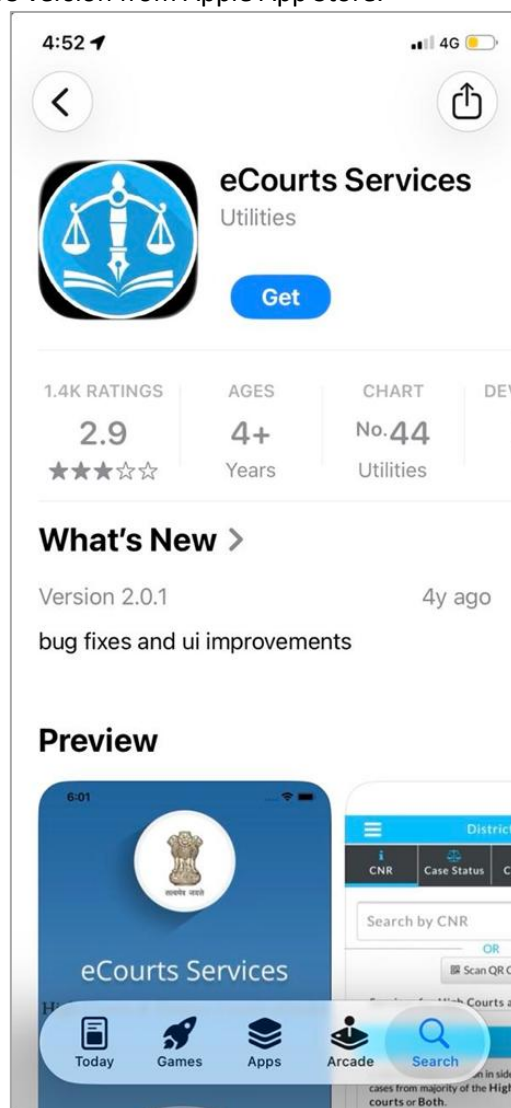 4:52
4G
eCourts Services
Utilities
Get
1.4K RATINGS
2.9
AGES
4+
Years
CHART
No.44
Utilities
What's New
Version 2.0.1 4y ago
bug fixes and ui improvements
Preview
6:01
सत्यमेव जयते
eCourts Services
CNR Case Status
Search by CNR
OR
Scan QR
Today Games Apps Arcade Search
cases from majority of the High
courts or Both.